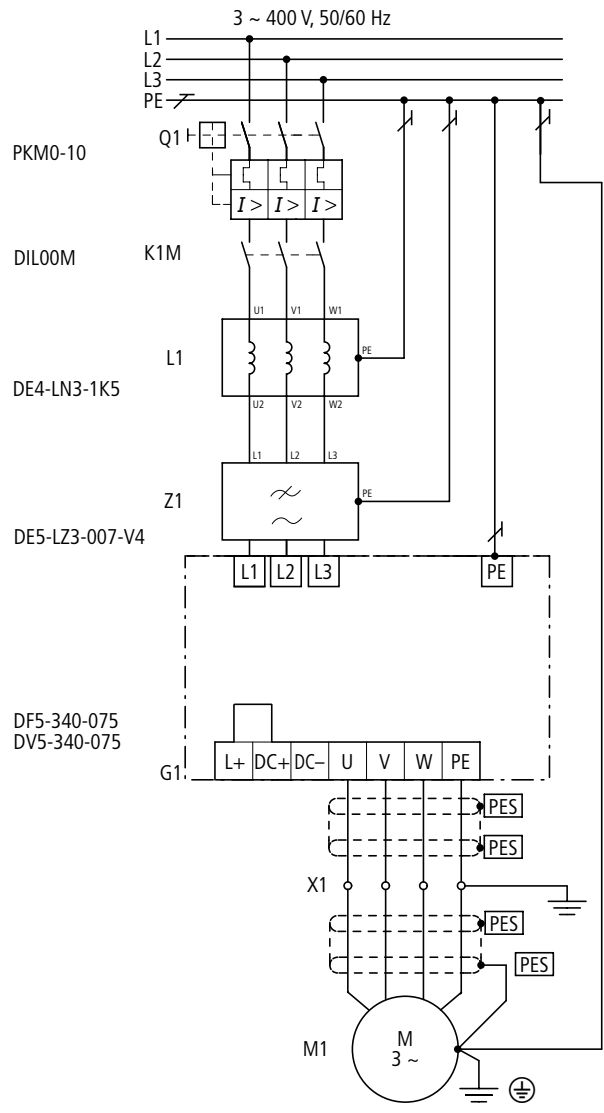 3 ~ 400 V, 50/60 Hz
L1
L2
L3
PE
Q1
PKM0-10
I > I > I >
DIL00M K1M
U1 V1 W1
L1 PE
DE4-LN3-1K5
U2 V2 W2
L1 L2 L3
Z1 PE
DE5-LZ3-007-V4
L1 L2 L3 PE
DF5-340-075
DV5-340-075
L+ DC+ DC– U V W PE
G1
PES
PES
X1
PES
PES
M1 M
3 ~